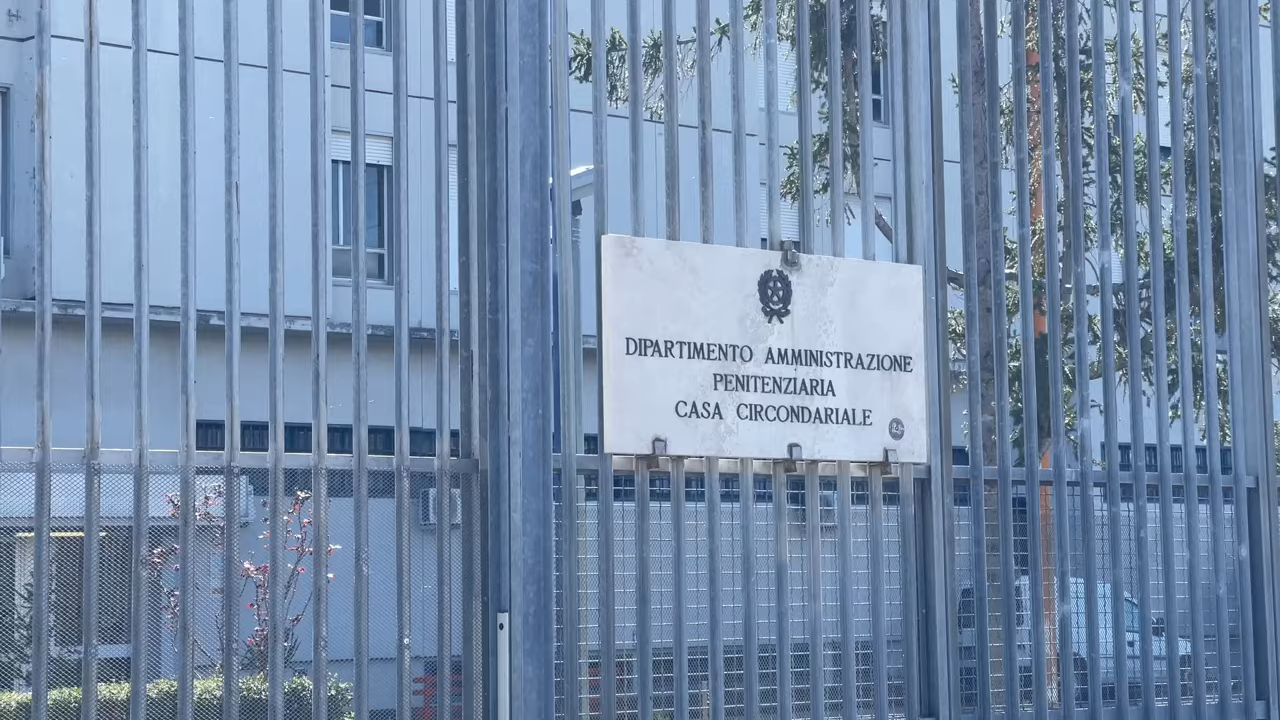 DIPARTIMENTO AMMINISTRAZIONE
PENITENZIARIA
CASA CIRCONDARIALE